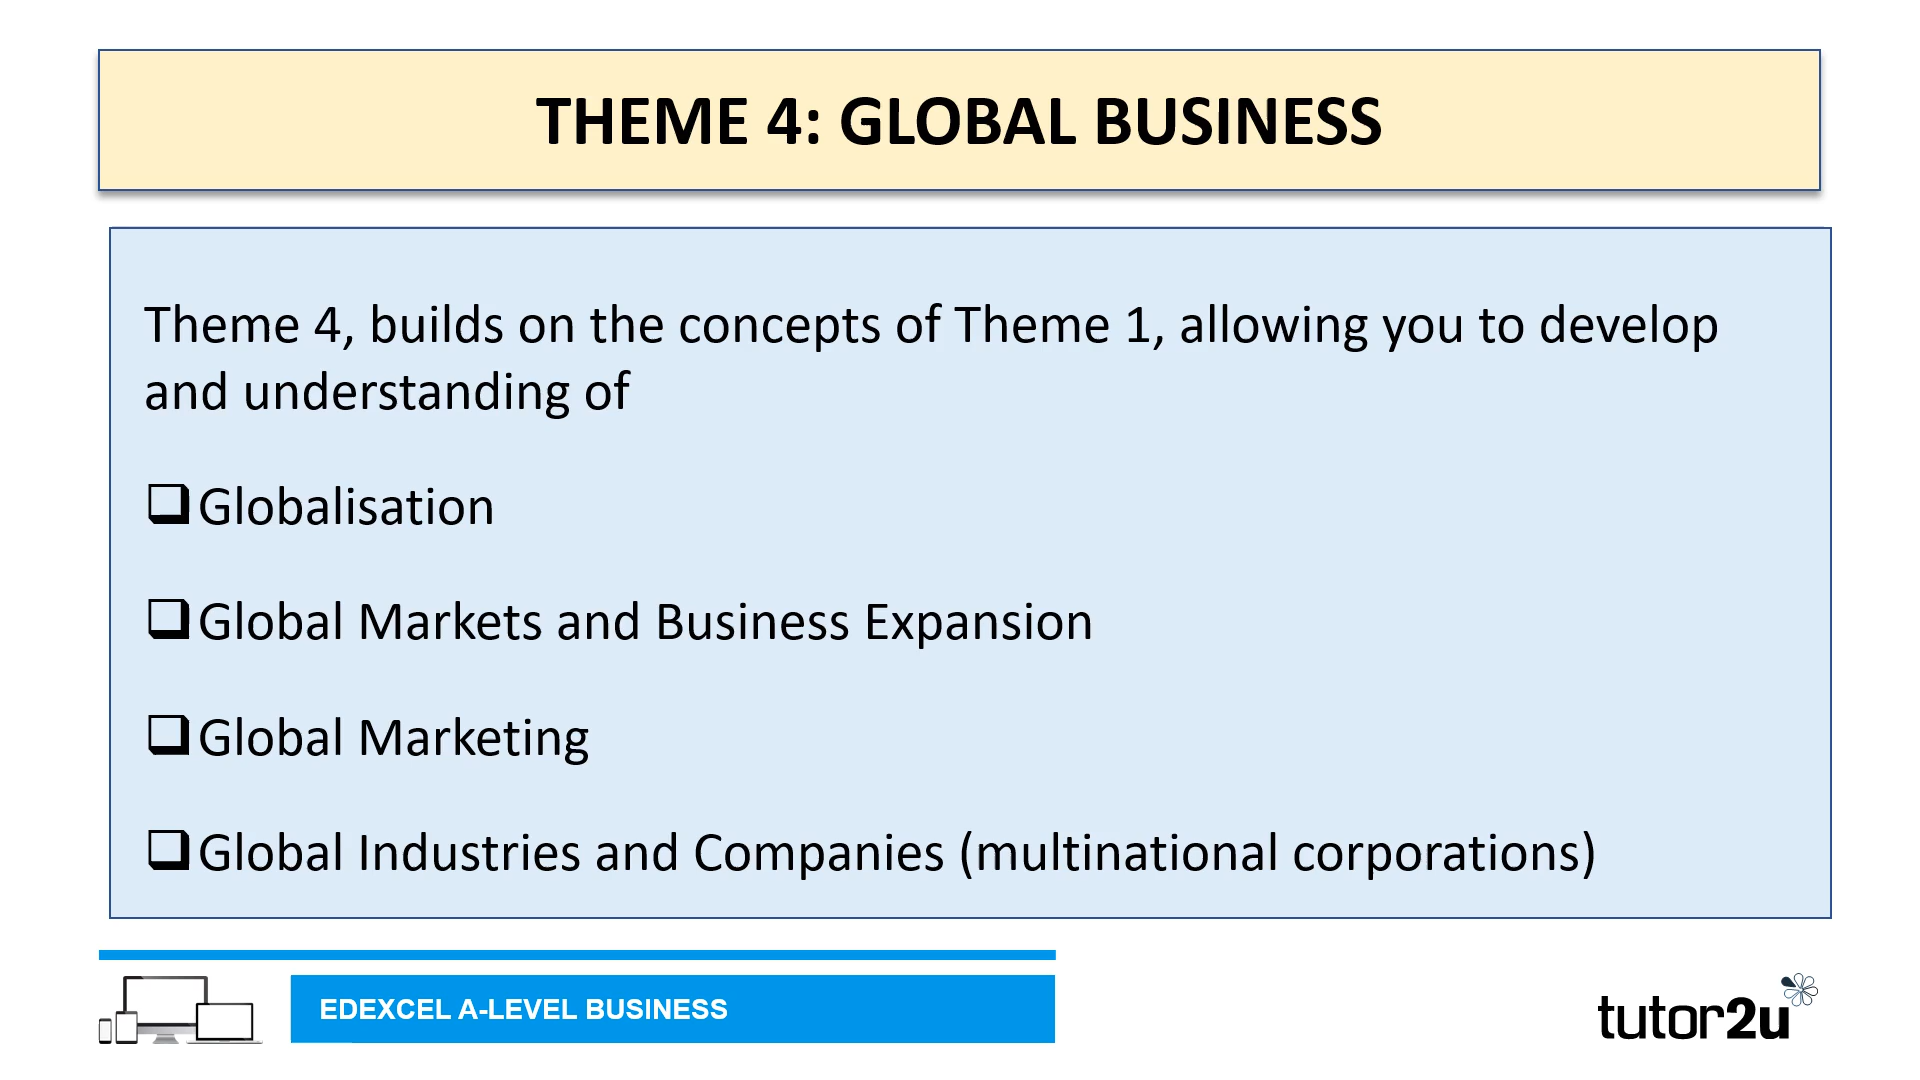 THEME 4: GLOBAL BUSINESS
Theme 4, builds on the concepts of Theme 1, allowing you to develop
and understanding of
Globalisation
Global Markets and Business Expansion
Global Marketing
Global Industries and Companies (multinational corporations)
EDEXCEL A-LEVEL BUSINESS
tutor2u